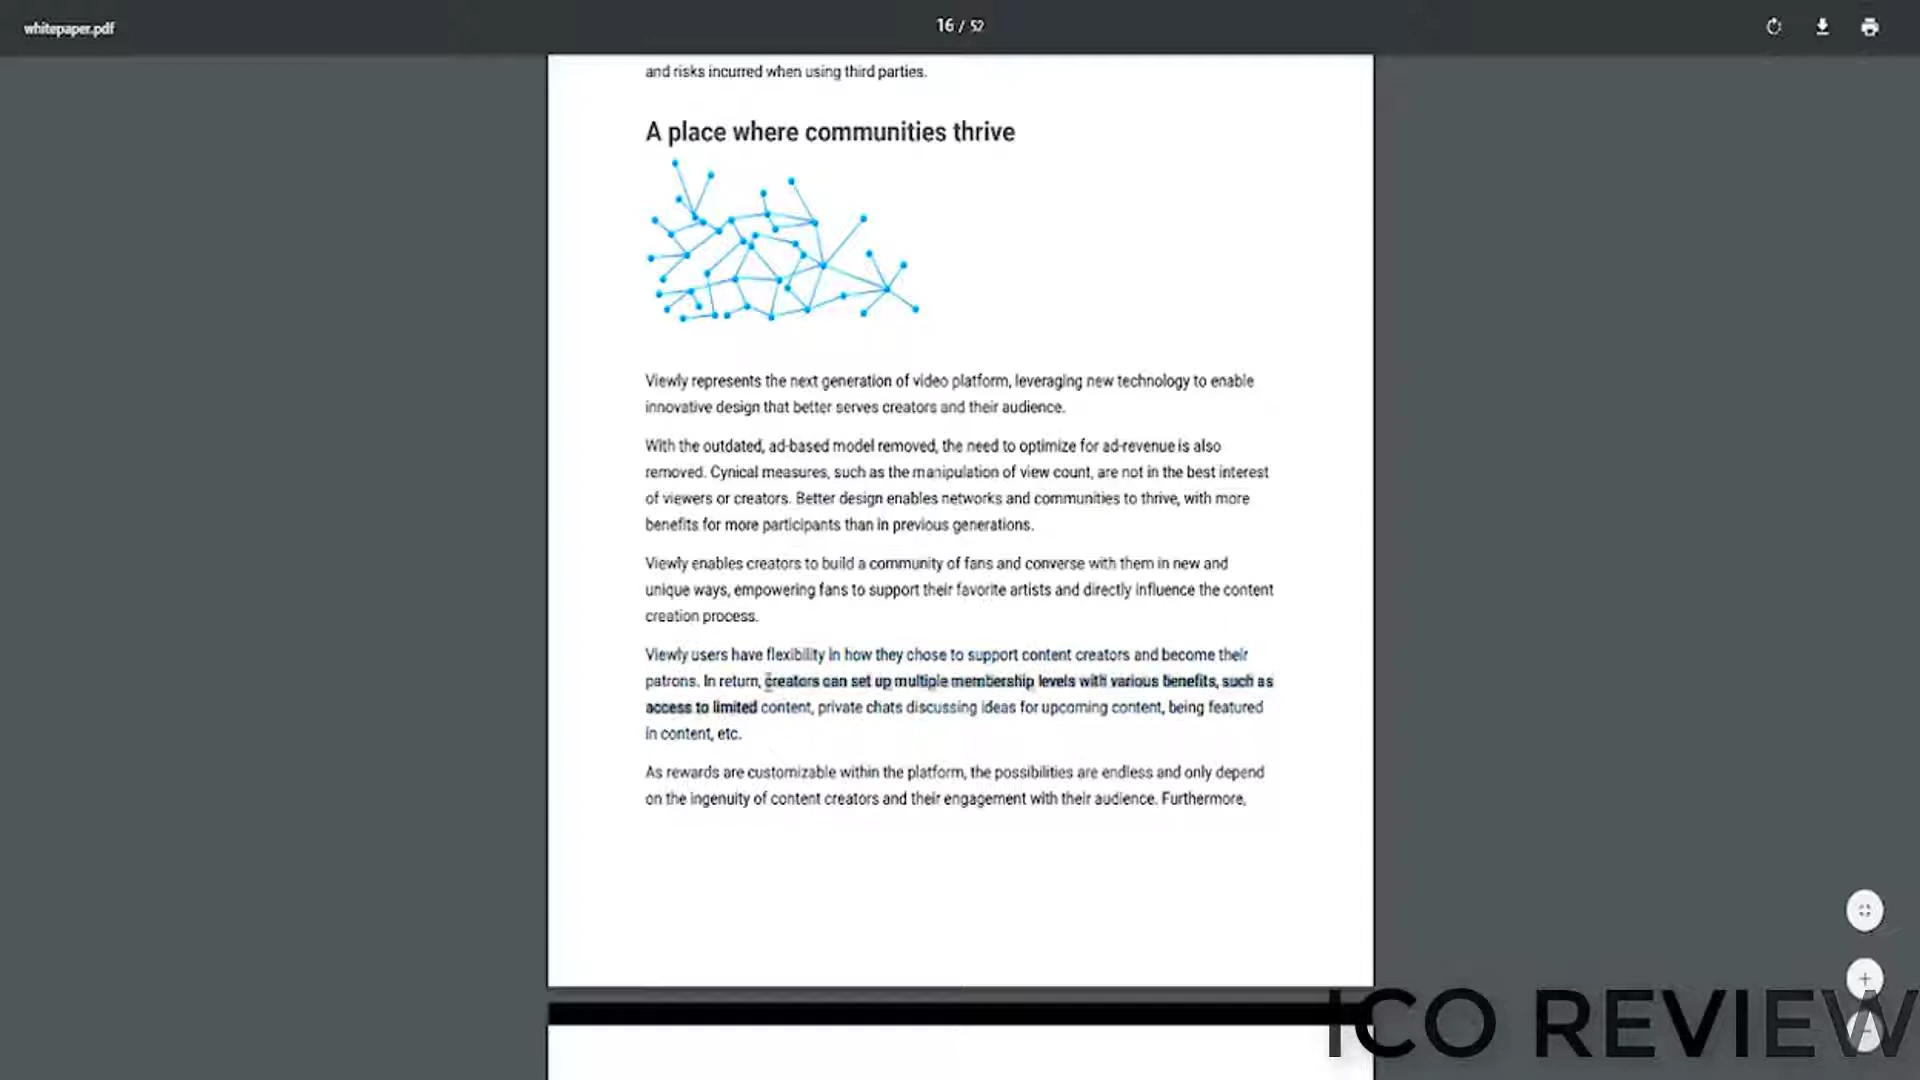 whitepaper.pdf
16 / 52
and risks incurred when using third parties.
A place where communities thrive
Viewly represents the next generation of video platform, leveraging new technology to enable
innovative design that better serves creators and their audience.
With the outdated, ad-based model removed, the need to optimize for ad-revenue is also
removed. Cynical measures, such as the manipulation of view count, are not in the best interest
of viewers or creators. Better design enables networks and communities to thrive, with more
benefits for more participants than in previous generations.
Viewly enables creators to build a community of fans and converse with them in new and
unique ways, empowering fans to support their favorite artists and directly influence the content
creation process.
Viewly users have flexibility in how they chose to support content creators and become their
patrons. In return, creators can set up multiple membership levels with various benefits, such as
access to limited content, private chats discussing ideas for upcoming content, being featured
in content, etc.
As rewards are customizable within the platform, the possibilities are endless and only depend
on the ingenuity of content creators and their engagement with their audience. Furthermore,
ICO REVIEW